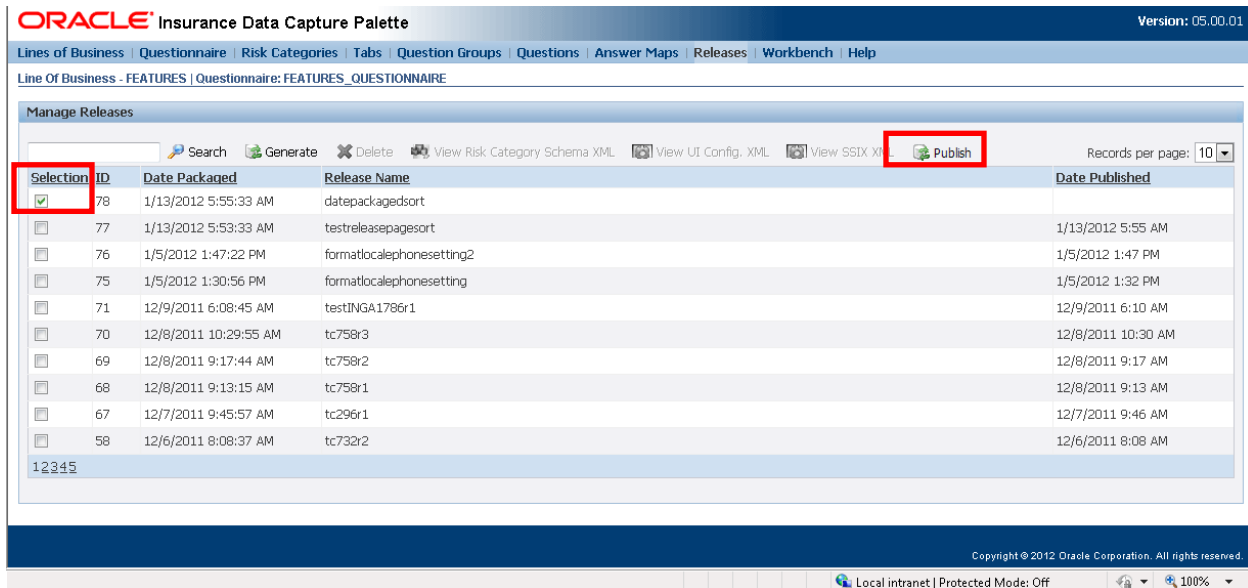 ORACLE® Insurance Data Capture Palette Version: 05.00.01
Lines of Business | Questionnaire | Risk Categories | Tabs | Question Groups | Questions | Answer Maps | Releases | Workbench | Help
Line Of Business - FEATURES | Questionnaire: FEATURES_QUESTIONNAIRE
Manage Releases
Search Generate Delete View Risk Category Schema XML View UI Config. XML View SSIX XML Publish Records per page: 10
Selection ID Date Packaged Release Name Date Published
78 1/13/2012 5:55:33 AM datepackagedsort
77 1/13/2012 5:53:33 AM testreleasepagesort 1/13/2012 5:55 AM
76 1/5/2012 1:47:22 PM formatlocalephonesetting2 1/5/2012 1:47 PM
75 1/5/2012 1:30:56 PM formatlocalephonesetting 1/5/2012 1:32 PM
71 12/9/2011 6:08:45 AM testINGA1786r1 12/9/2011 6:10 AM
70 12/8/2011 10:29:55 AM tc758r3 12/8/2011 10:30 AM
69 12/8/2011 9:17:44 AM tc758r2 12/8/2011 9:17 AM
68 12/8/2011 9:13:15 AM tc758r1 12/8/2011 9:13 AM
67 12/7/2011 9:45:57 AM tc296r1 12/7/2011 9:46 AM
58 12/6/2011 8:08:37 AM tc732r2 12/6/2011 8:08 AM
12345
Copyright © 2012 Oracle Corporation. All rights reserved.
Local intranet | Protected Mode: Off 100%